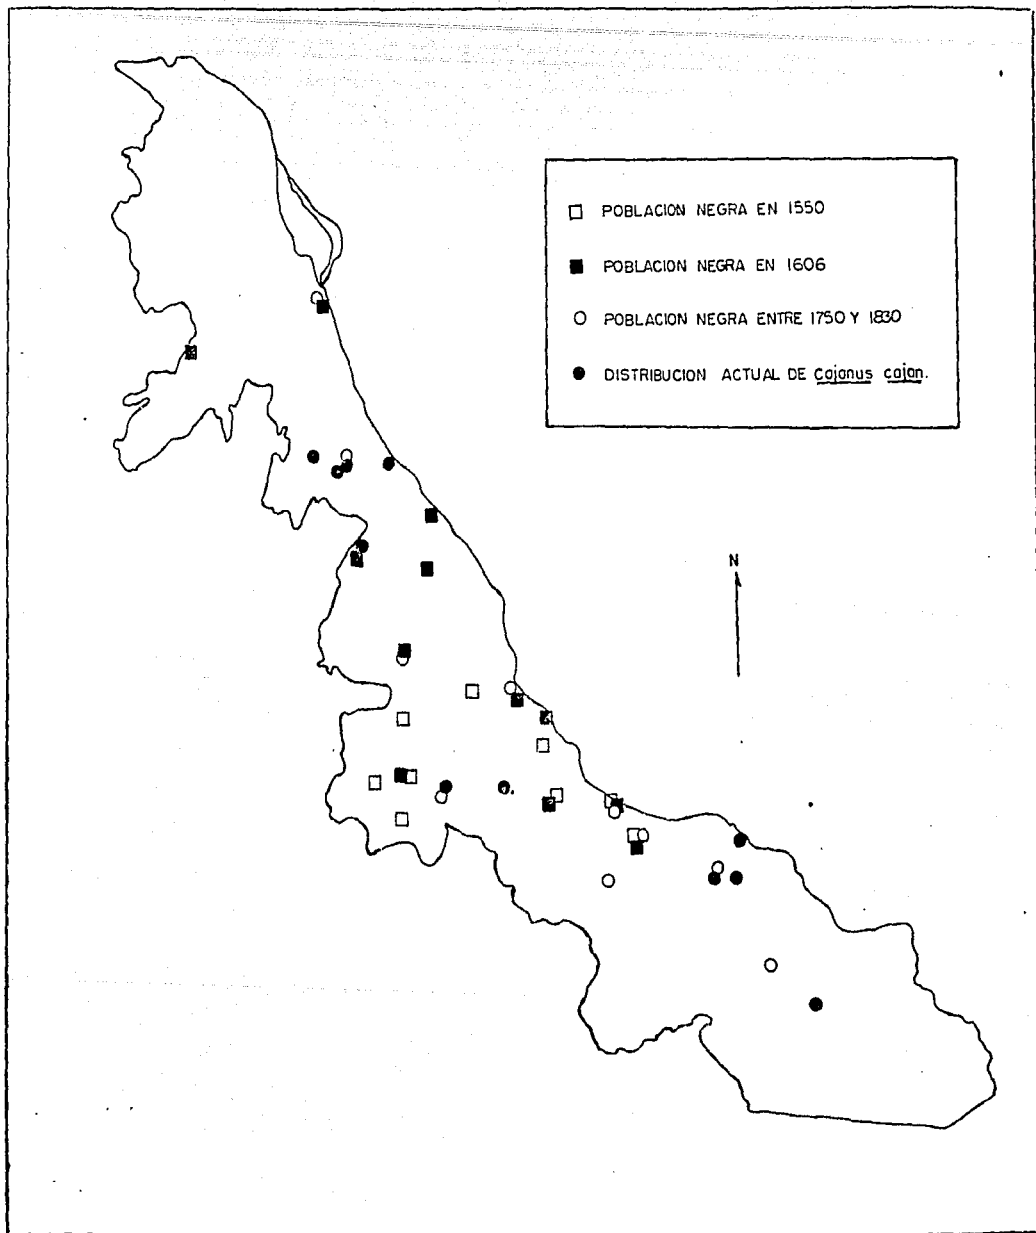 POBLACION NEGRA EN 1550
POBLACION NEGRA EN 1606
POBLACION NEGRA ENTRE 1750 Y 1830
DISTRIBUCION ACTUAL DE Cajanus cajan.
N